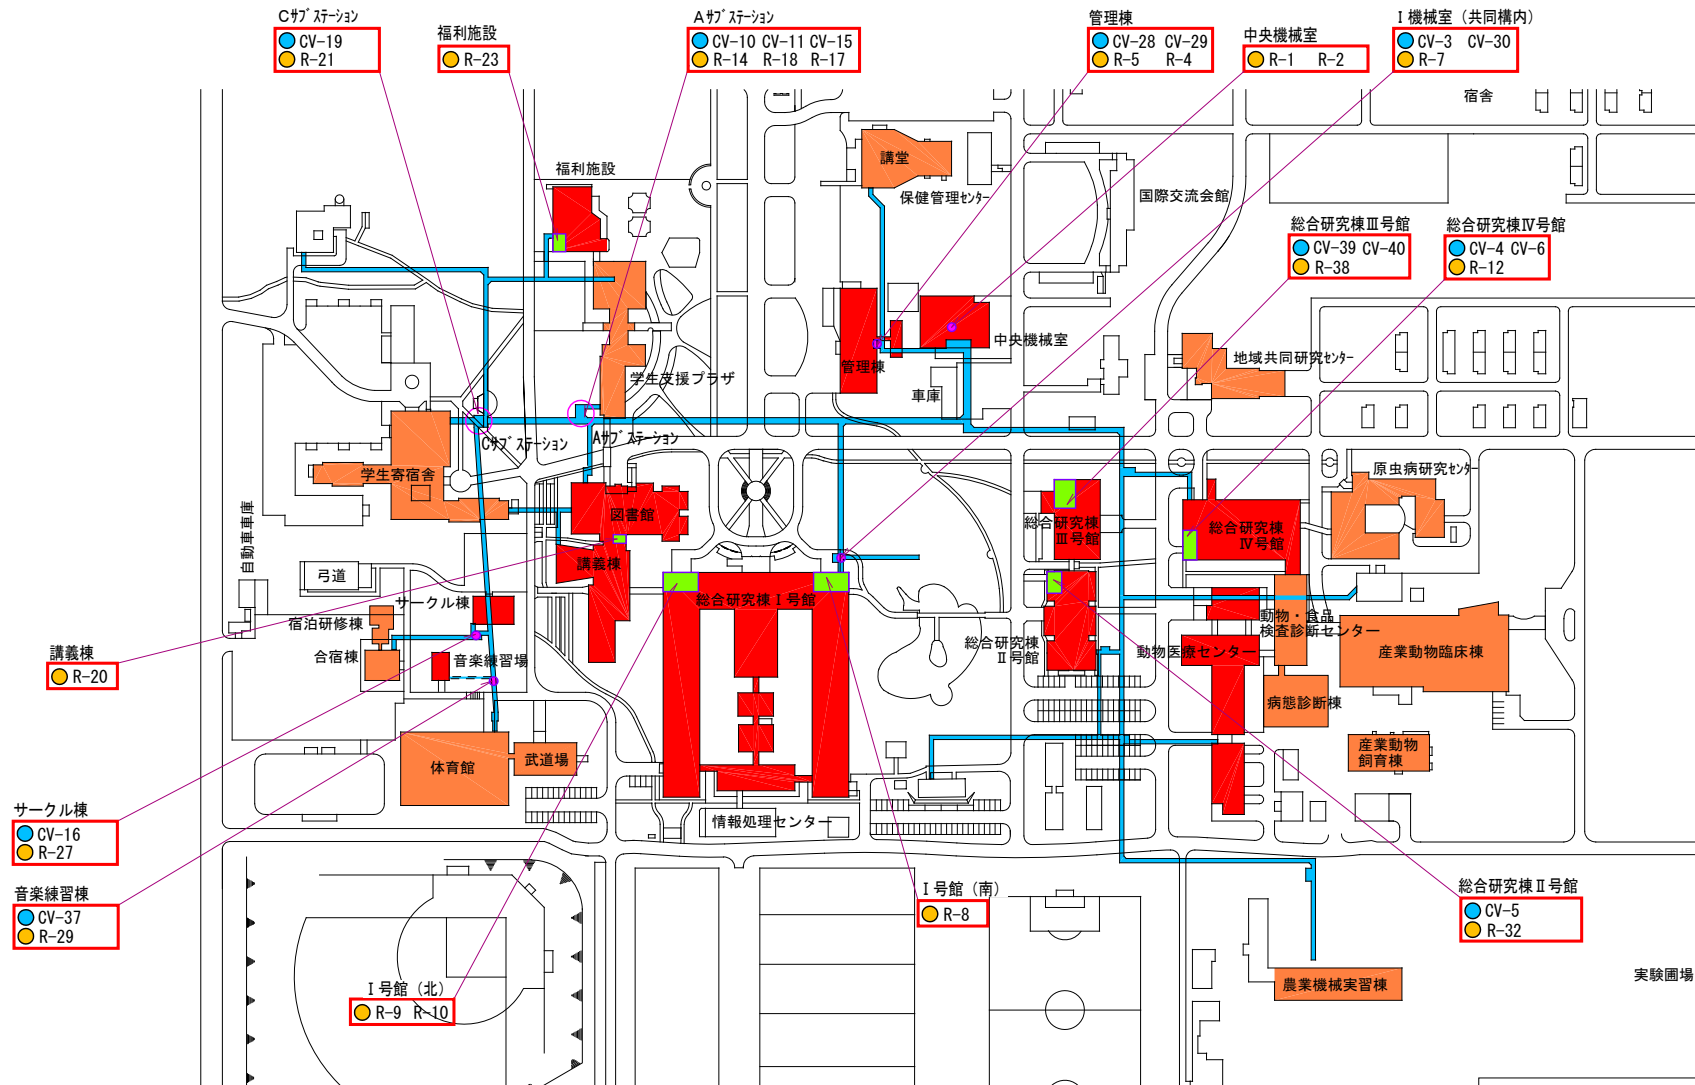 Cｻﾌﾞｽﾃｰｼｮﾝ
CV-19
R-21
福利施設
R-23
Aｻﾌﾞｽﾃｰｼｮﾝ
CV-10 CV-11 CV-15
R-14 R-18 R-17
管理棟
CV-28 CV-29
R-5 R-4
中央機械室
R-1 R-2
Ⅰ機械室（共同構内）
CV-3 CV-30
R-7
宿舎
講堂
福利施設
保健管理ｾﾝﾀｰ
国際交流会館
総合研究棟Ⅲ号館
CV-39 CV-40
R-38
総合研究棟Ⅳ号館
CV-4 CV-6
R-12
中央機械室
管理棟
車庫
地域共同研究ｾﾝﾀｰ
学生支援プラザ
Cｻﾌﾞｽﾃｰｼｮﾝ
Aｻﾌﾞｽﾃｰｼｮﾝ
学生寄宿舎
原虫病研究ｾﾝﾀｰ
図書館
総合研究棟
Ⅲ号館
総合研究棟
Ⅳ号館
自動車車庫
講義棟
弓道
サークル棟
総合研究棟Ⅰ号館
宿泊研修棟
動物・食品
検査診断センター
総合研究棟
Ⅱ号館
動物医療センター
産業動物臨床棟
合宿棟
音楽練習場
講義棟
R-20
病態診断棟
体育館
武道場
産業動物
飼育棟
サークル棟
CV-16
R-27
情報処理センター
音楽練習棟
CV-37
R-29
Ⅰ号館（南）
R-8
総合研究棟Ⅱ号館
CV-5
R-32
Ⅰ号館（北）
R-9 R-10
農業機械実習棟
実験圃場